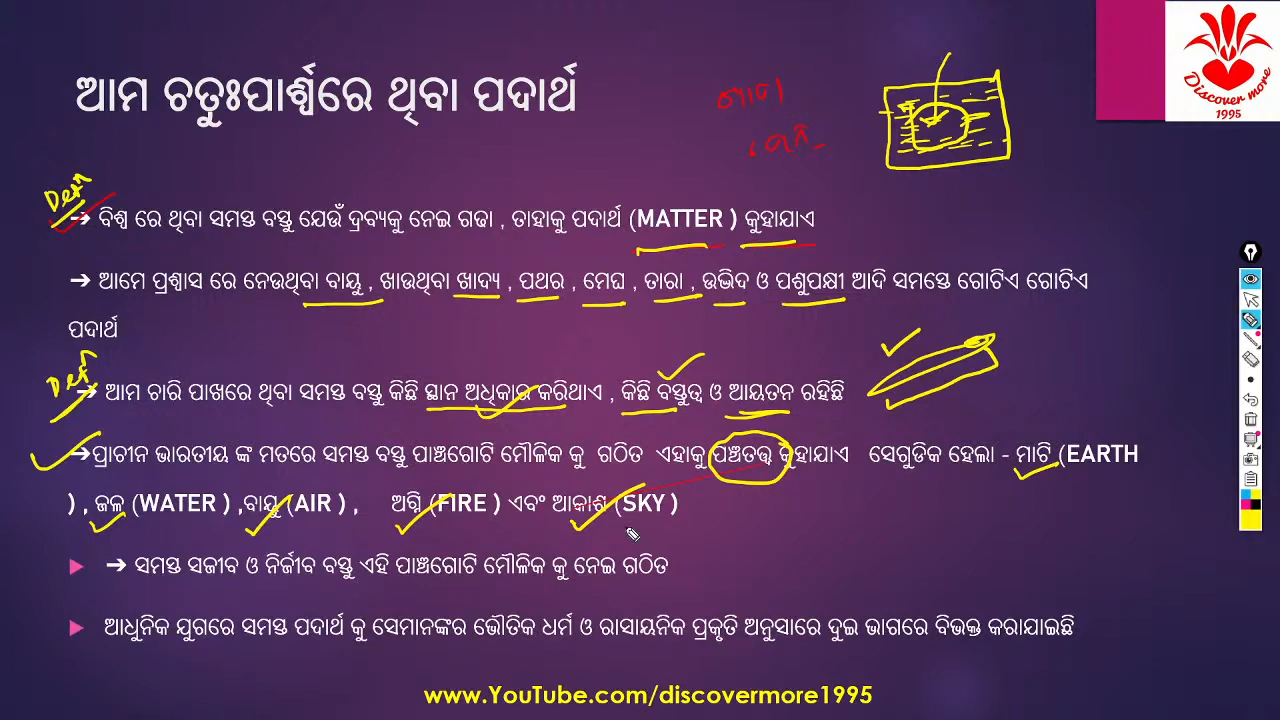 ଆମ ଚତୁଃପାର୍ଶ୍ୱରେ ଥିବା ପଦାର୍ଥ
Discover more
1995
Defn
➔ ବିଶ୍ୱ ରେ ଥିବା ସମସ୍ତ ବସ୍ତୁ ଯେଉଁ ଦ୍ରବ୍ୟକୁ ନେଇ ଗଢା , ତାହାକୁ ପଦାର୍ଥ (MATTER ) କୁହାଯାଏ
➔ ଆମେ ପ୍ରଶ୍ୱାସ ରେ ନେଉଥିବା ବାୟୁ , ଖାଉଥିବା ଖାଦ୍ୟ , ପଥର , ମେଘ , ତାରା , ଉଦ୍ଭିଦ ଓ ପଶୁପକ୍ଷୀ ଆଦି ସମସ୍ତେ ଗୋଟିଏ ଗୋଟିଏ
ପଦାର୍ଥ
Defn
➔ ଆମ ଚାରି ପାଖରେ ଥିବା ସମସ୍ତ ବସ୍ତୁ କିଛି ସ୍ଥାନ ଅଧିକାର କରିଥାଏ , କିଛି ବସ୍ତୁତ୍ୱ ଓ ଆୟତନ ରହିଛି
➔ପ୍ରାଚୀନ ଭାରତୀୟ ଙ୍କ ମତରେ ସମସ୍ତ ବସ୍ତୁ ପାଞ୍ଚଗୋଟି ମୌଳିକ କୁ ଗଠିତ ଏହାକୁ ପଞ୍ଚତତ୍ତ୍ୱ କୁହାଯାଏ ସେଗୁଡିକ ହେଲା - ମାଟି (EARTH
) , ଜଳ (WATER ) ,ବାୟୁ (AIR ) , ଅଗ୍ନି (FIRE ) ଏବଂ ଆକାଶ (SKY )
➔ ସମସ୍ତ ସଜୀବ ଓ ନିର୍ଜୀବ ବସ୍ତୁ ଏହି ପାଞ୍ଚଗୋଟି ମୌଳିକ କୁ ନେଇ ଗଠିତ
ଆଧୁନିକ ଯୁଗରେ ସମସ୍ତ ପଦାର୍ଥ କୁ ସେମାନଙ୍କର ଭୌତିକ ଧର୍ମ ଓ ରାସାୟନିକ ପ୍ରକୃତି ଅନୁସାରେ ଦୁଇ ଭାଗରେ ବିଭକ୍ତ କରାଯାଇଛି
www.YouTube.com/discovermore1995